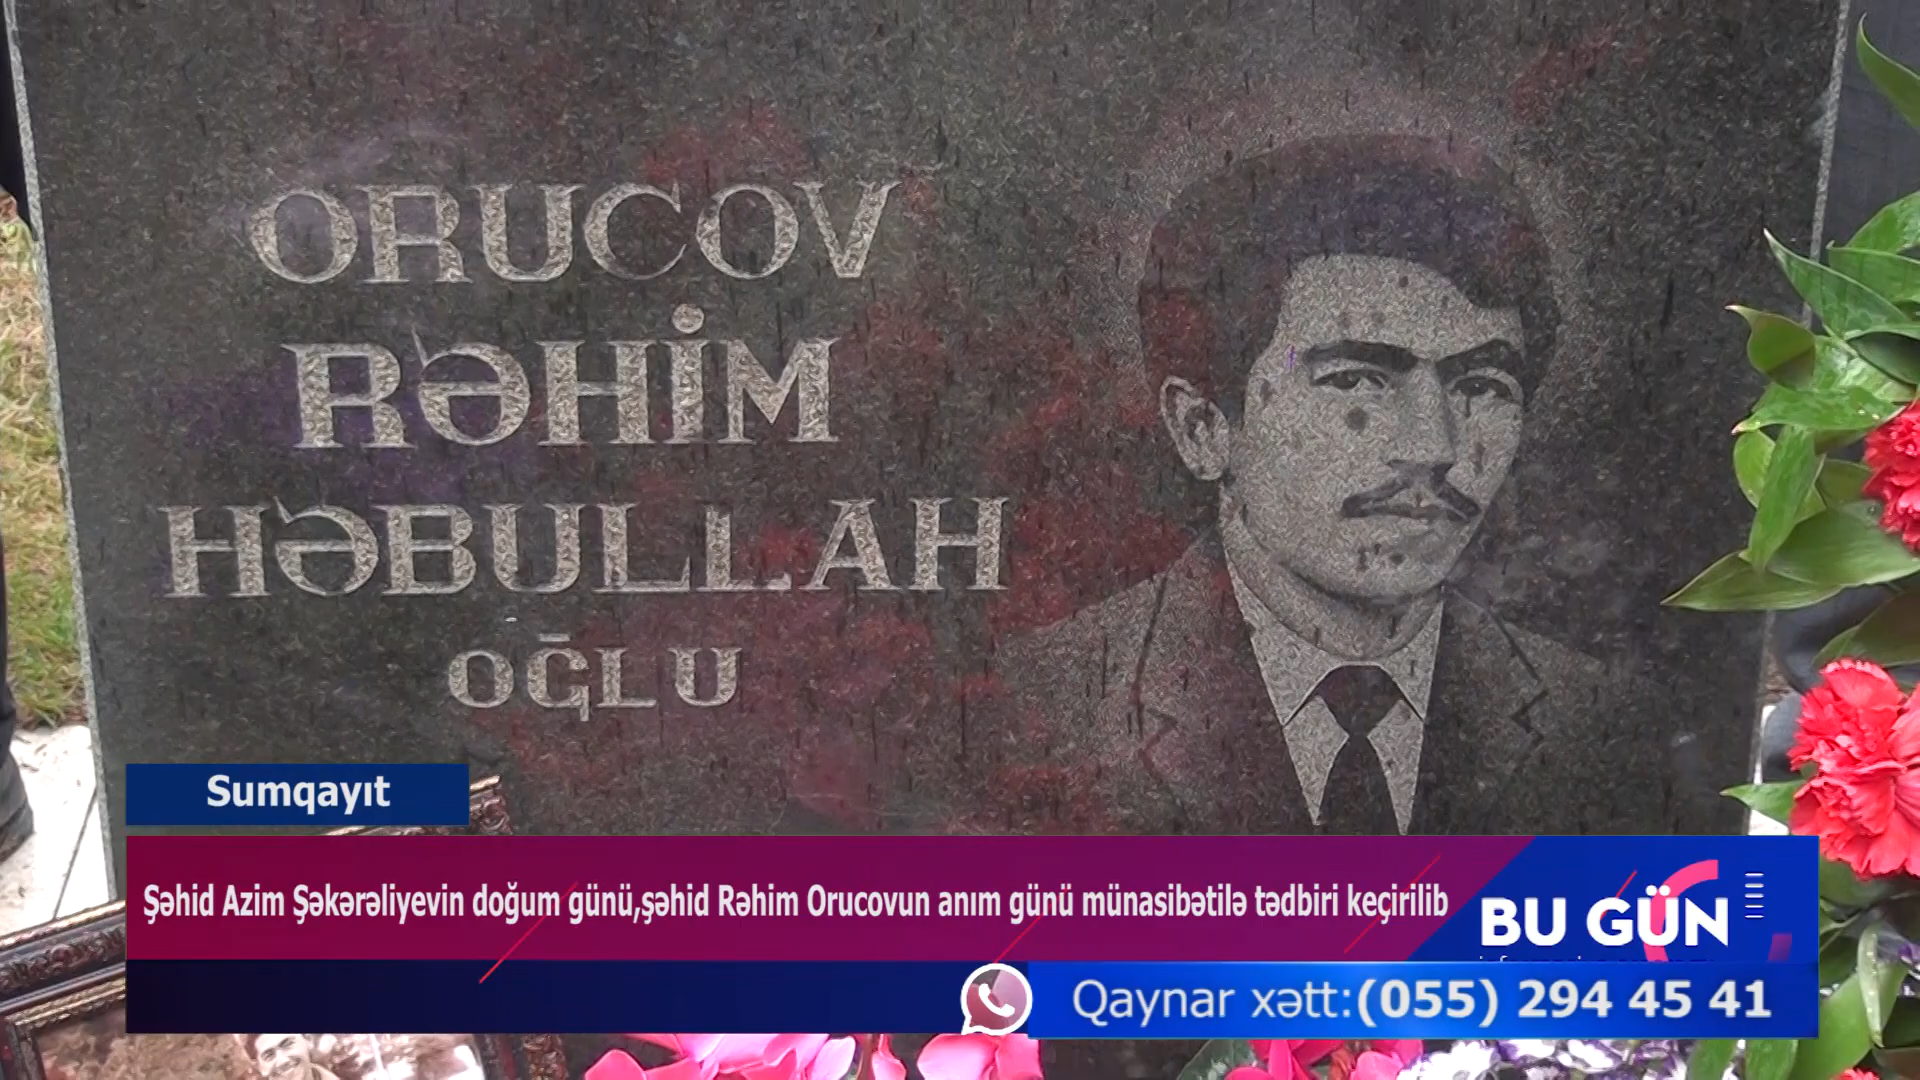 ORUCOV
RƏHİM
HƏBULLAH
OĞLU
Sumqayıt
Şəhid Azim Şəkərəliyevin doğum günü,şəhid Rəhim Orucovun anım günü münasibətilə tədbiri keçirilib
BU GÜN
Qaynar xətt:(055) 294 45 41